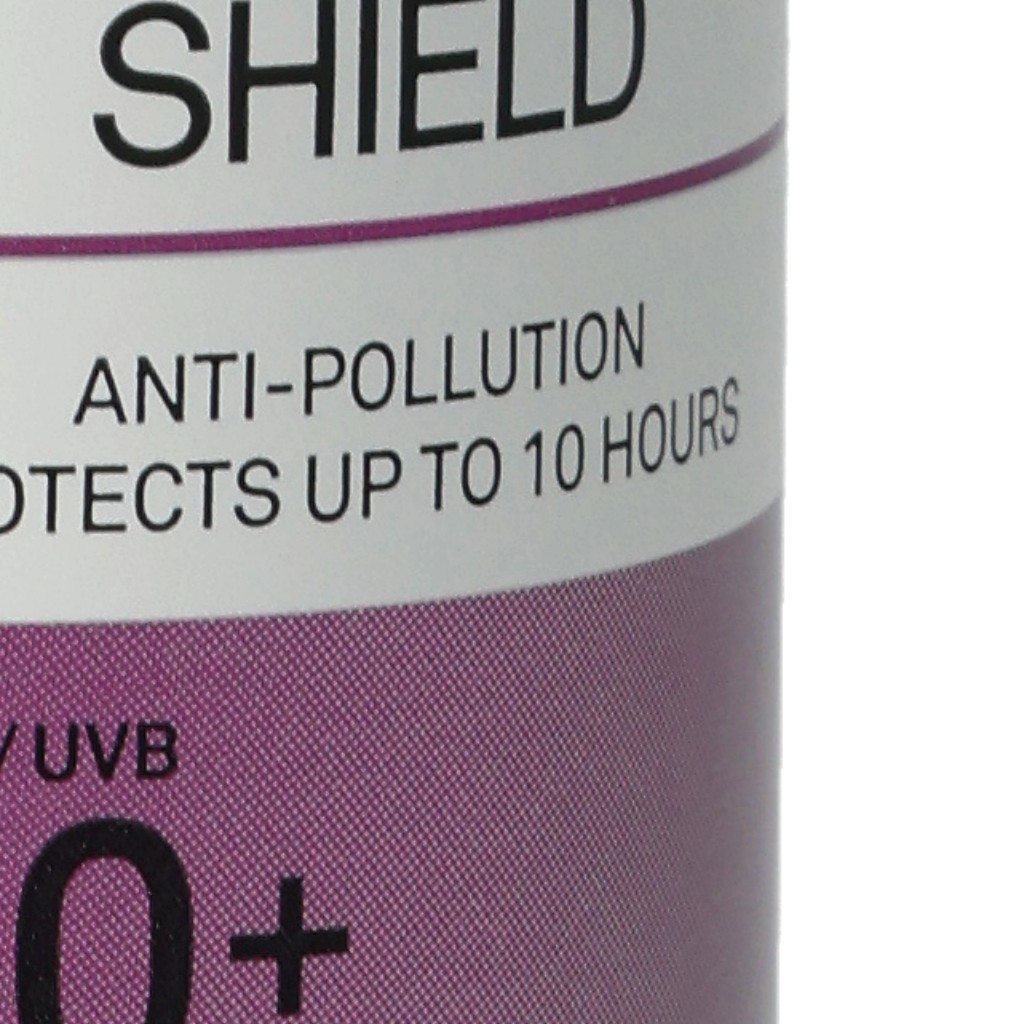 SHIELD
ANTI-POLLUTION
OTECTS UP TO 10 HOURS
/ UVB
0+